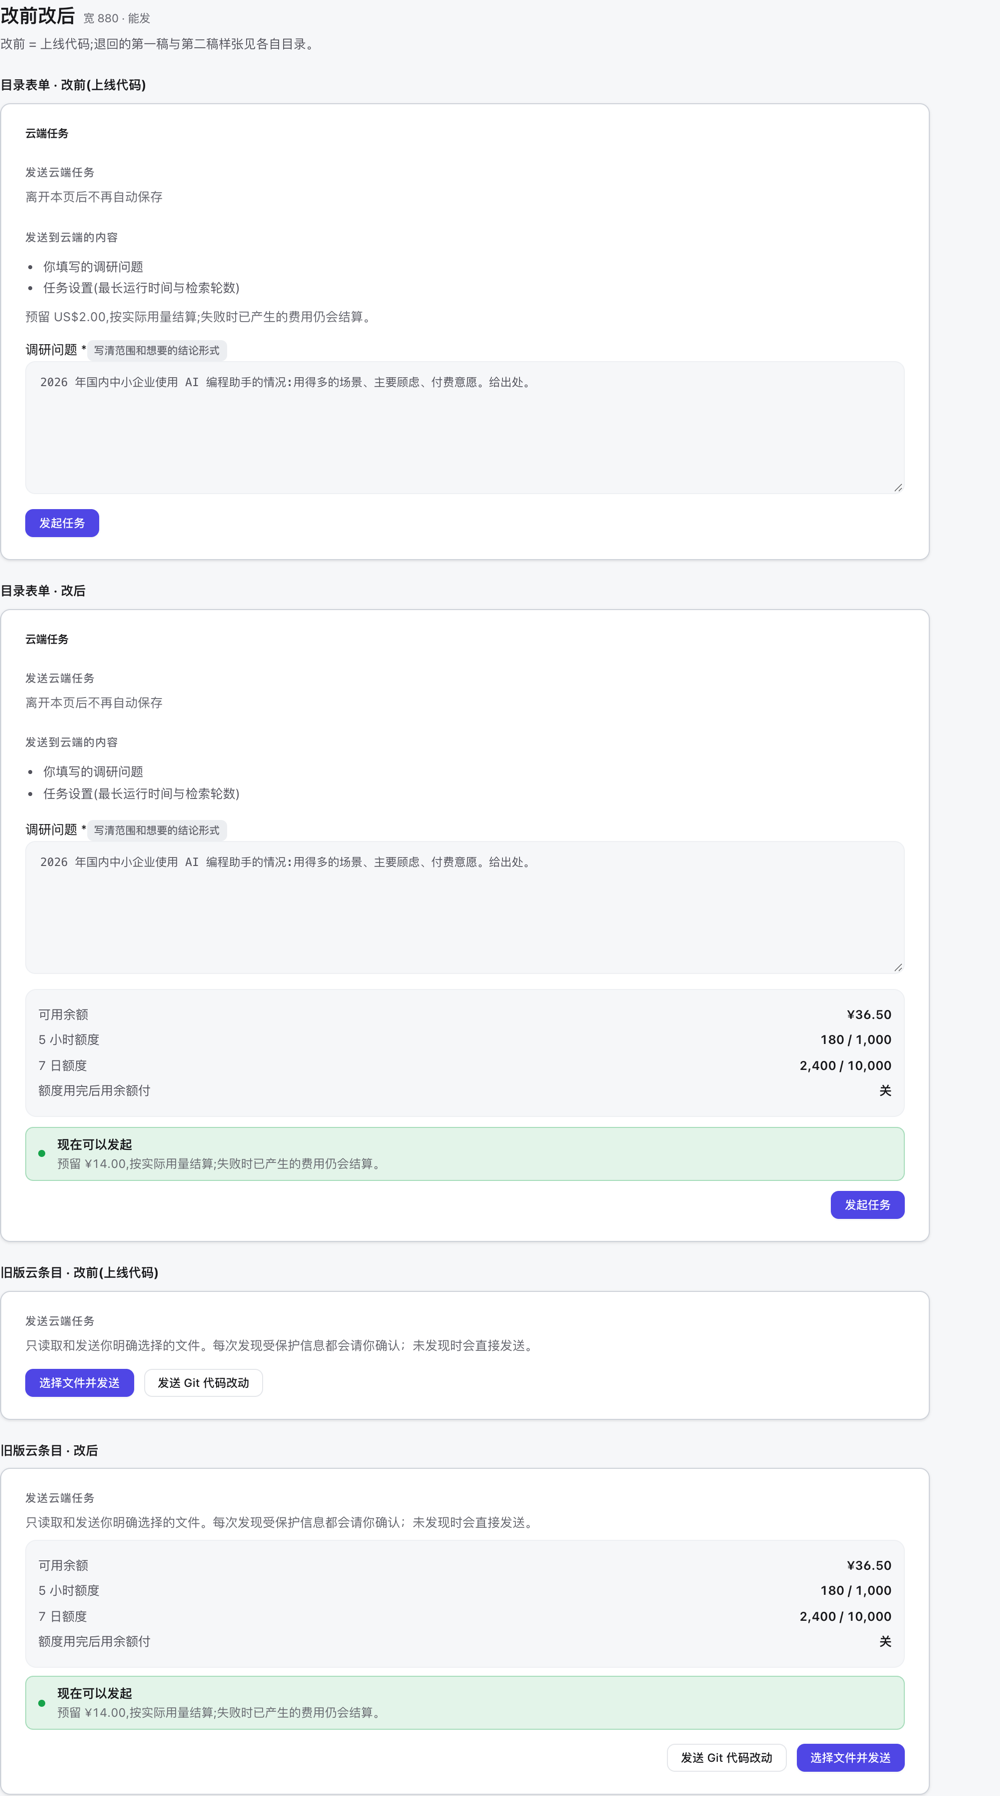 改前改后 宽 880 · 能发
改前 = 上线代码;退回的第一稿与第二稿样张见各自目录。
目录表单 · 改前(上线代码)
云端任务
发送云端任务
离开本页后不再自动保存
发送到云端的内容
• 你填写的调研问题
• 任务设置(最长运行时间与检索轮数)
预留 US$2.00,按实际用量结算;失败时已产生的费用仍会结算。
调研问题 * 写清范围和想要的结论形式
2026 年国内中小企业使用 AI 编程助手的情况:用得多的场景、主要顾虑、付费意愿。给出处。
发起任务
目录表单 · 改后
云端任务
发送云端任务
离开本页后不再自动保存
发送到云端的内容
• 你填写的调研问题
• 任务设置(最长运行时间与检索轮数)
调研问题 * 写清范围和想要的结论形式
2026 年国内中小企业使用 AI 编程助手的情况:用得多的场景、主要顾虑、付费意愿。给出处。
可用余额 ¥36.50
5 小时额度 180 / 1,000
7 日额度 2,400 / 10,000
额度用完后用余额付 关
现在可以发起
预留 ¥14.00,按实际用量结算;失败时已产生的费用仍会结算。
发起任务
旧版云条目 · 改前(上线代码)
发送云端任务
只读取和发送你明确选择的文件。每次发现受保护信息都会请你确认；未发现时会直接发送。
选择文件并发送 发送 Git 代码改动
旧版云条目 · 改后
发送云端任务
只读取和发送你明确选择的文件。每次发现受保护信息都会请你确认；未发现时会直接发送。
可用余额 ¥36.50
5 小时额度 180 / 1,000
7 日额度 2,400 / 10,000
额度用完后用余额付 关
现在可以发起
预留 ¥14.00,按实际用量结算;失败时已产生的费用仍会结算。
发送 Git 代码改动 选择文件并发送